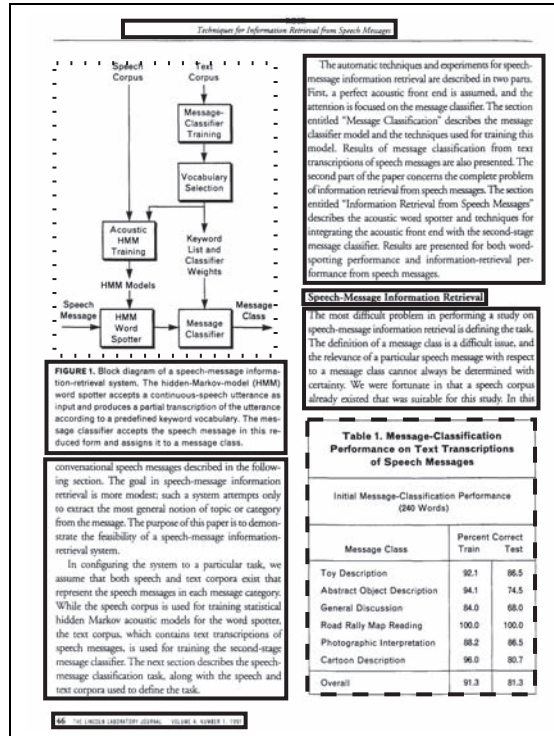 Techniques for Information Retrieval from Speech Messages
Speech
Corpus
Text
Corpus
Message-
Classifier
Training
Vocabulary
Selection
Acoustic
HMM
Training
Keyword
List and
Classifier
Weights
HMM Models
Speech
Message
HMM
Word
Spotter
Message
Classifier
Message
Class
FIGURE 1. Block diagram of a speech-message informa-
tion-retrieval system. The hidden-Markov-model (HMM)
word spotter accepts a continuous-speech utterance as
input and produces a partial transcription of the utterance
according to a predefined keyword vocabulary. The mes-
sage classifier accepts the speech message in this re-
duced form and assigns it to a message class.
conversational speech messages described in the follow-
ing section. The goal in speech-message information
retrieval is more modest; such a system attempts only
to extract the most general notion of topic or category
from the message. The purpose of this paper is to demon-
strate the feasibility of a speech-message information-
retrieval system.
In configuring the system to a particular task, we
assume that both speech and text corpora exist that
represent the speech messages in each message category.
While the speech corpus is used for training statistical
hidden Markov acoustic models for the word spotter,
the text corpus, which contains text transcriptions of
speech messages, is used for training the second-stage
message classifier. The next section describes the speech-
message classification task, along with the speech and
text corpora used to define the task.
The automatic techniques and experiments for speech-
message information retrieval are described in two parts.
First, a perfect acoustic front end is assumed, and the
attention is focused on the message classifier. The section
entitled "Message Classification" describes the message
classifier model and the techniques used for training this
model. Results of message classification from text
transcriptions of speech messages are also presented. The
second part of the paper concerns the complete problem
of information retrieval from speech messages. The section
entitled "Information Retrieval from Speech Messages"
describes the acoustic word spotter and techniques for
integrating the acoustic front end with the second-stage
message classifier. Results are presented for both word-
spotting performance and information-retrieval per-
formance from speech messages.
Speech-Message Information Retrieval
The most difficult problem in performing a study on
speech-message information retrieval is defining the task.
The definition of a message class is a difficult issue, and
the relevance of a particular speech message with respect
to a message class cannot always be determined with
certainty. We were fortunate in that a speech corpus
already existed that was suitable for this study. In this
Table 1. Message-Classification
Performance on Text Transcriptions
of Speech Messages
Initial Message-Classification Performance
(240 Words)
Percent Correct
Message Class Train Test
Toy Description 92.1 86.5
Abstract Object Description 94.1 74.5
General Discussion 84.0 68.0
Road Rally Map Reading 100.0 100.0
Photographic Interpretation 88.2 86.5
Cartoon Description 96.0 80.7
Overall 91.3 81.3
46 THE LINCOLN LABORATORY JOURNAL VOLUME 4, NUMBER 1, 1991